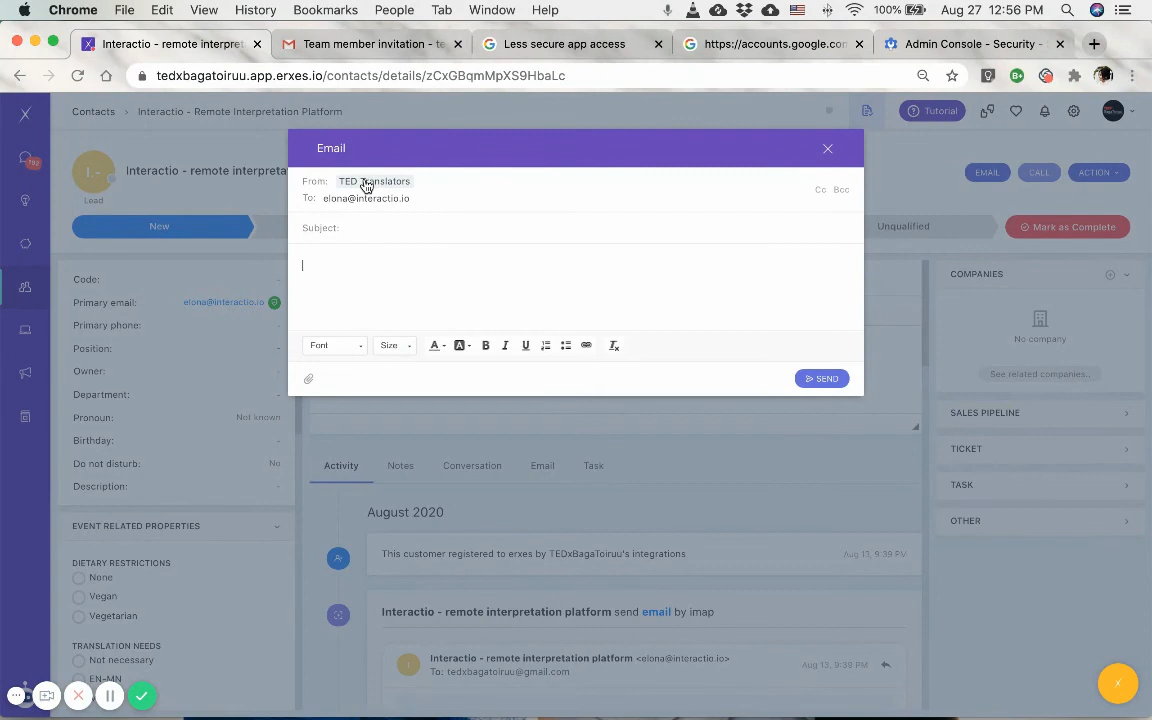 Chrome File Edit View History Bookmarks People Tab Window Help 100% Aug 27 12:56 PM
Interactio - remote interpret Team member invitation - te Less secure app access https://accounts.google.con Admin Console - Security -
tedxbagatoiruu.app.erxes.io/contacts/details/zCxGBqmMpXS9HbaLc
Contacts › Interactio - Remote Interpretation Platform Tutorial
792
I.-
Lead
Interactio - remote interpreta
EMAIL CALL ACTION
New Unqualified Mark as Complete
Email
From: TED Translators
To: elona@interactio.io
Cc Bcc
Subject:
Font Size A A B I U
SEND
Code: -
Primary email: elona@interactio.io
Primary phone: -
Position: -
Owner: -
Department: -
Pronoun: Not known
Birthday: -
Do not disturb: No
Description: -
EVENT RELATED PROPERTIES
DIETARY RESTRICTIONS
None
Vegan
Vegetarian
TRANSLATION NEEDS
Not necessary
EN-MN
Activity Notes Conversation Email Task
August 2020
This customer registered to erxes by TEDxBagaToiruu's integrations Aug 13, 9:39 PM
Interactio - remote interpretation platform send email by imap
I
Interactio - remote interpretation platform <elona@interactio.io> Aug 13, 9:39 PM
To: tedxbagatoiruu@gmail.com
COMPANIES
No company
See related companies...
SALES PIPELINE
TICKET
TASK
OTHER